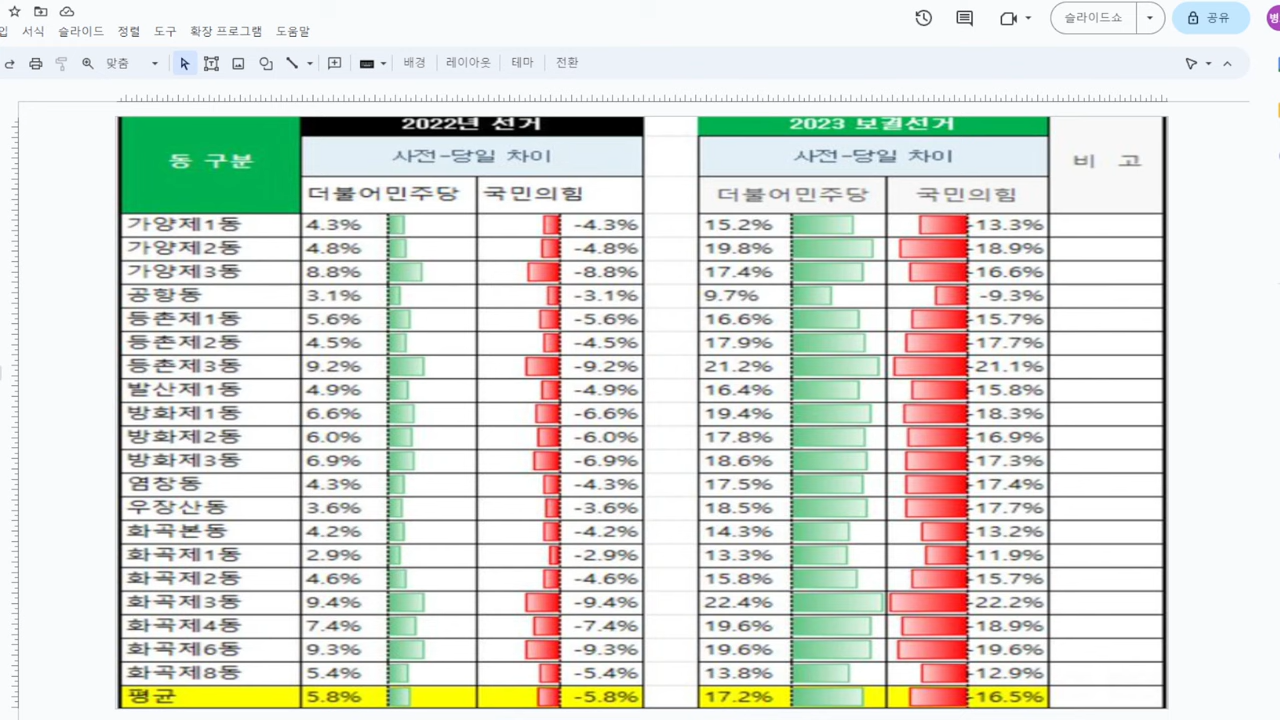 입 서식 슬라이드 정렬 도구 확장 프로그램 도움말
슬라이드쇼
공유
맞춤
배경 레이아웃 테마 전환
동 구분 2022년 선거 2023 보궐선거 비 고
사전-당일 차이 사전-당일 차이
더불어민주당 국민의힘 더불어민주당 국민의힘
가양제1동 4.3% -4.3% 15.2% -13.3%
가양제2동 4.8% -4.8% 19.8% -18.9%
가양제3동 8.8% -8.8% 17.4% -16.6%
공항동 3.1% -3.1% 9.7% -9.3%
등촌제1동 5.6% -5.6% 16.6% -15.7%
등촌제2동 4.5% -4.5% 17.9% -17.7%
등촌제3동 9.2% -9.2% 21.2% -21.1%
발산제1동 4.9% -4.9% 16.4% -15.8%
방화제1동 6.6% -6.6% 19.4% -18.3%
방화제2동 6.0% -6.0% 17.8% -16.9%
방화제3동 6.9% -6.9% 18.6% -17.3%
염창동 4.3% -4.3% 17.5% -17.4%
우장산동 3.6% -3.6% 18.5% -17.7%
화곡본동 4.2% -4.2% 14.3% -13.2%
화곡제1동 2.9% -2.9% 13.3% -11.9%
화곡제2동 4.6% -4.6% 15.8% -15.7%
화곡제3동 9.4% -9.4% 22.4% -22.2%
화곡제4동 7.4% -7.4% 19.6% -18.9%
화곡제6동 9.3% -9.3% 19.6% -19.6%
화곡제8동 5.4% -5.4% 13.8% -12.9%
평균 5.8% -5.8% 17.2% -16.5%